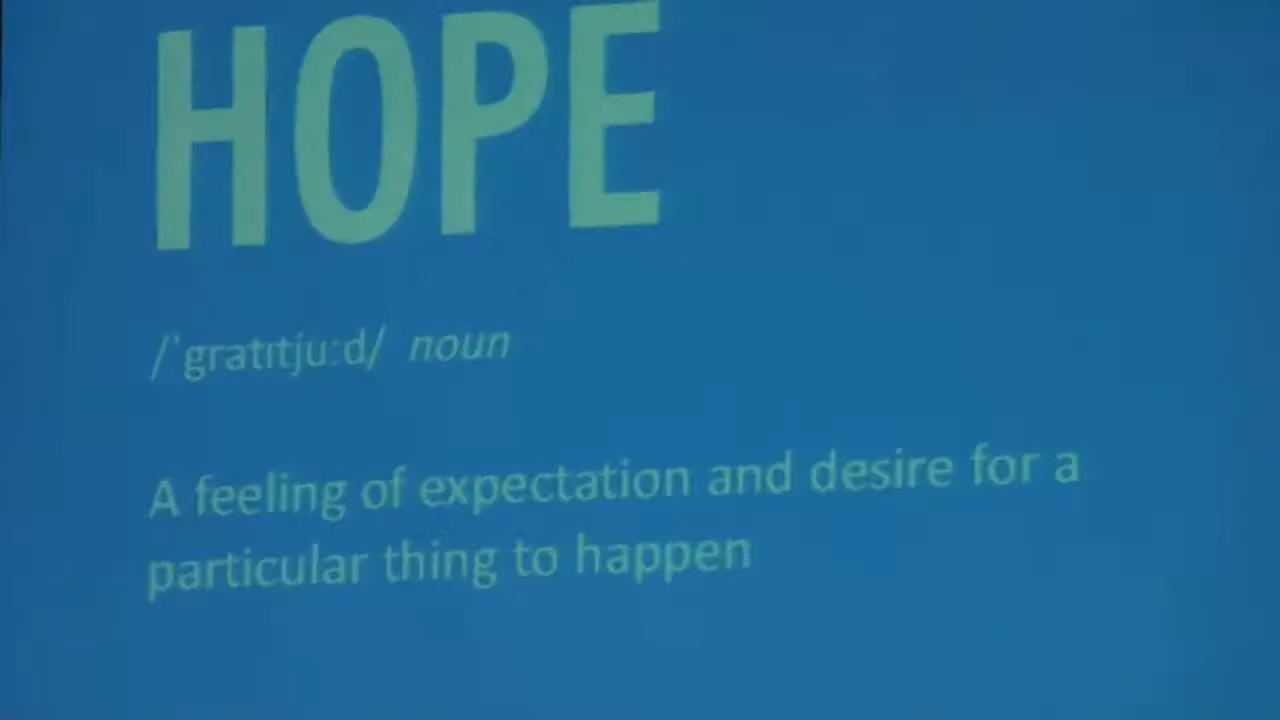 HOPE
/ˈgratɪtjuːd/ noun
A feeling of expectation and desire for a
particular thing to happen